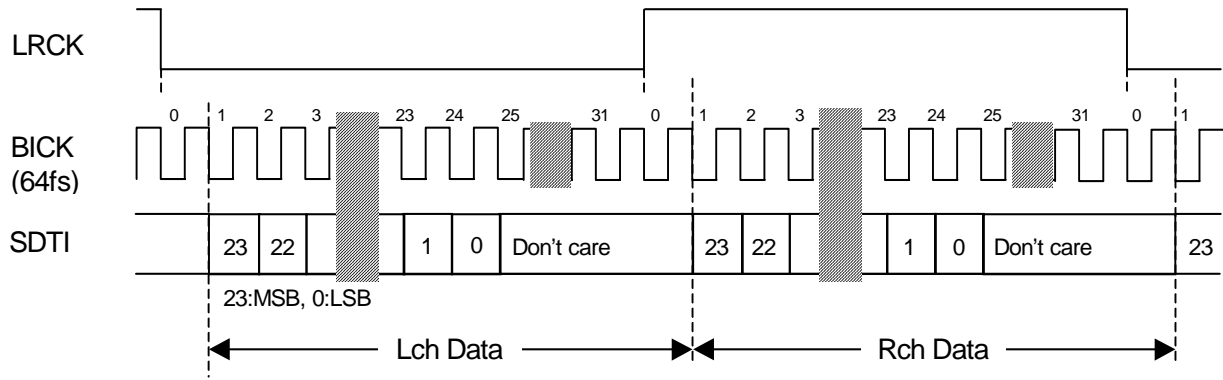 LRCK
0 1 2 3 23 24 25 31 0 1 2 3 23 24 25 31 0 1
BICK
(64fs)
SDTI 23 22 1 0 Don't care 23 22 1 0 Don't care 23
23:MSB, 0:LSB
Lch Data Rch Data